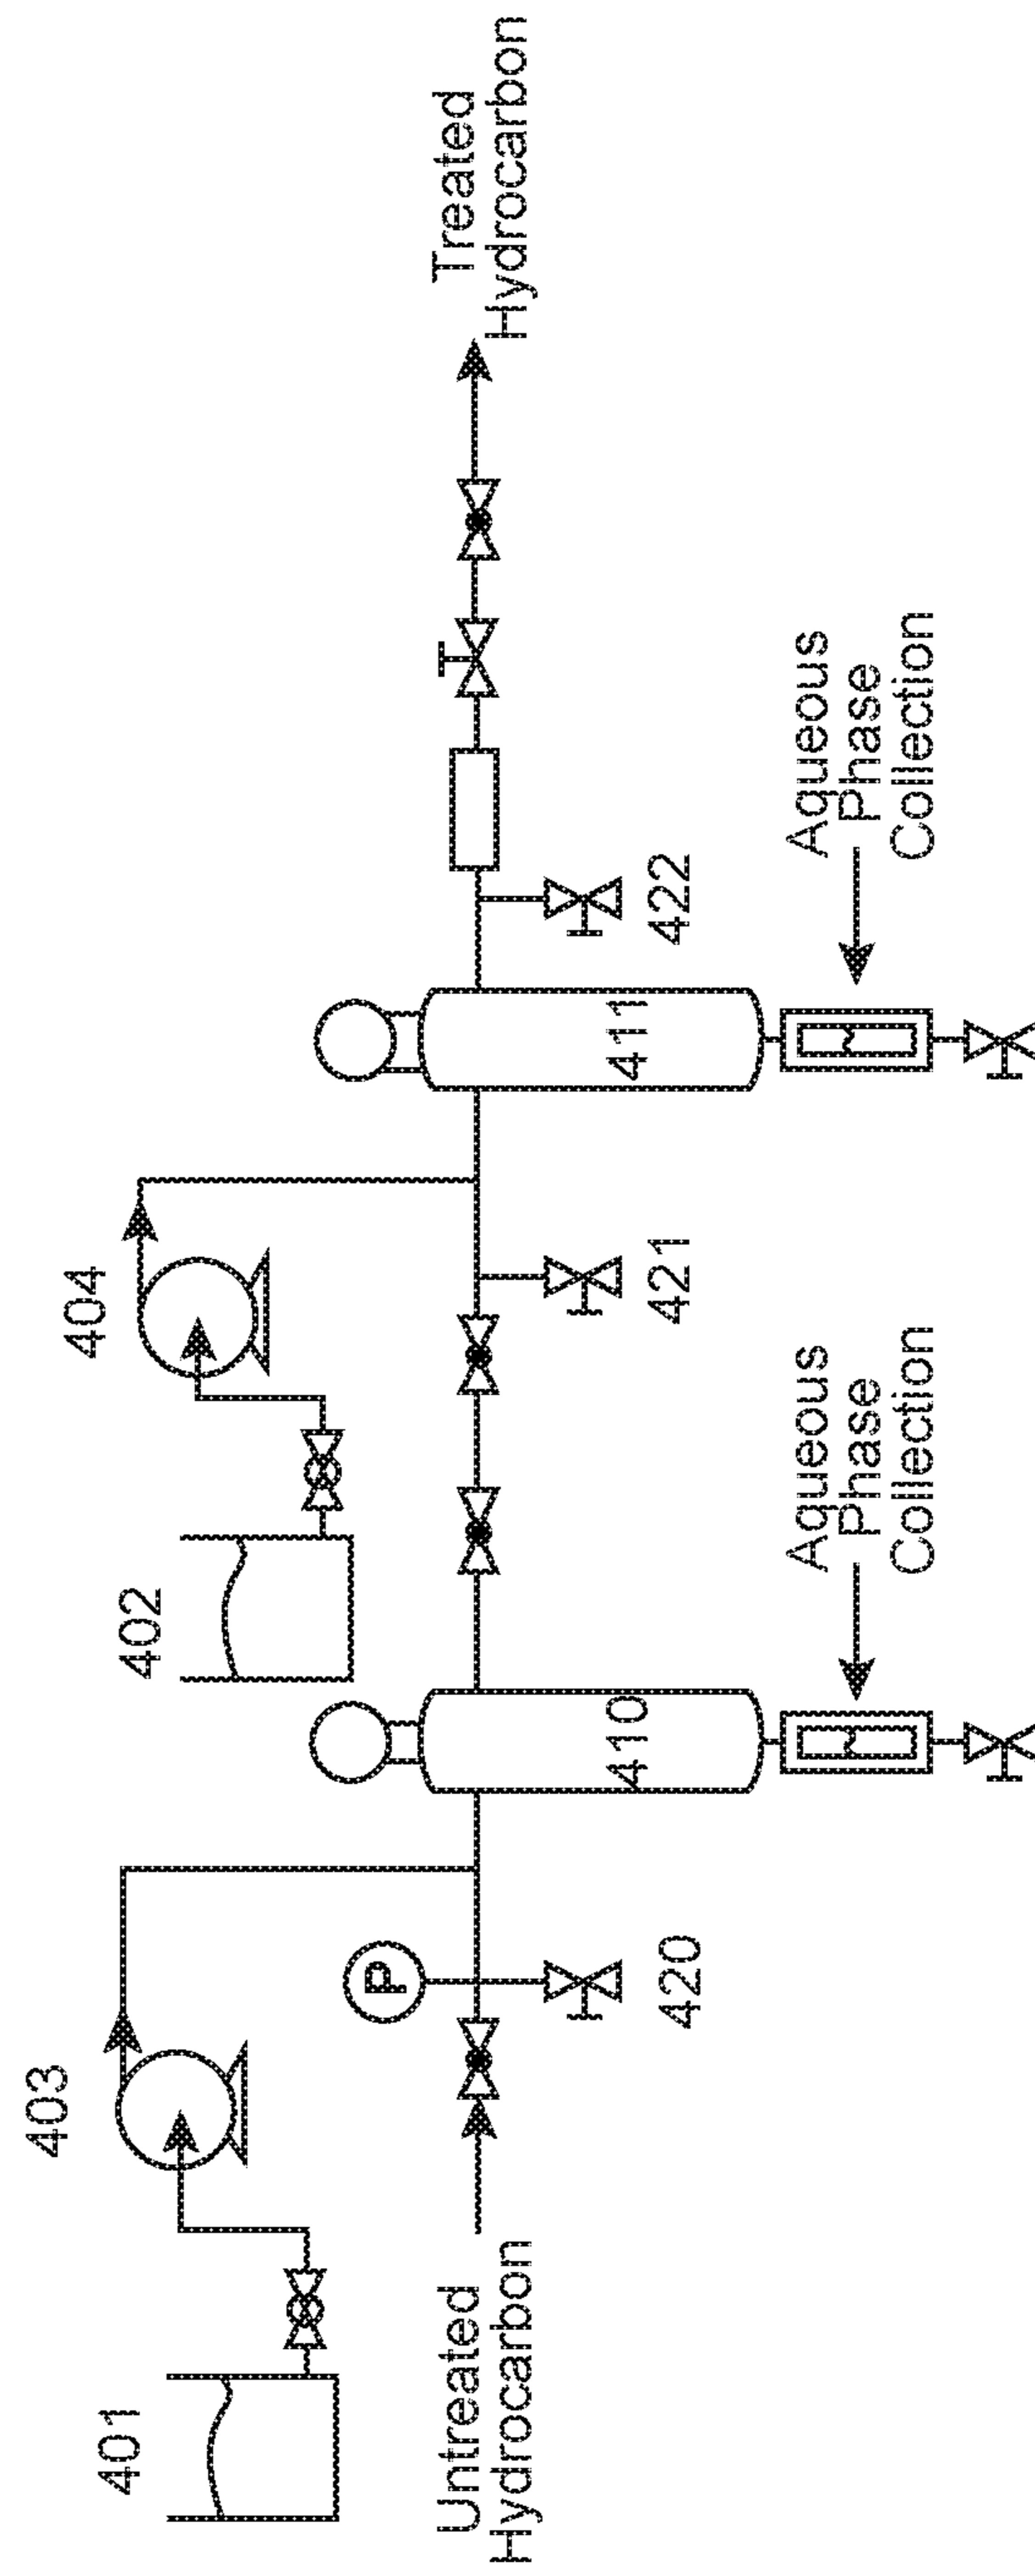 403
404
401
402
P
Untreated
Hydrocarbon
Treated
Hydrocarbon
410
411
420
421
422
Aqueous
Phase
Collection
Aqueous
Phase
Collection